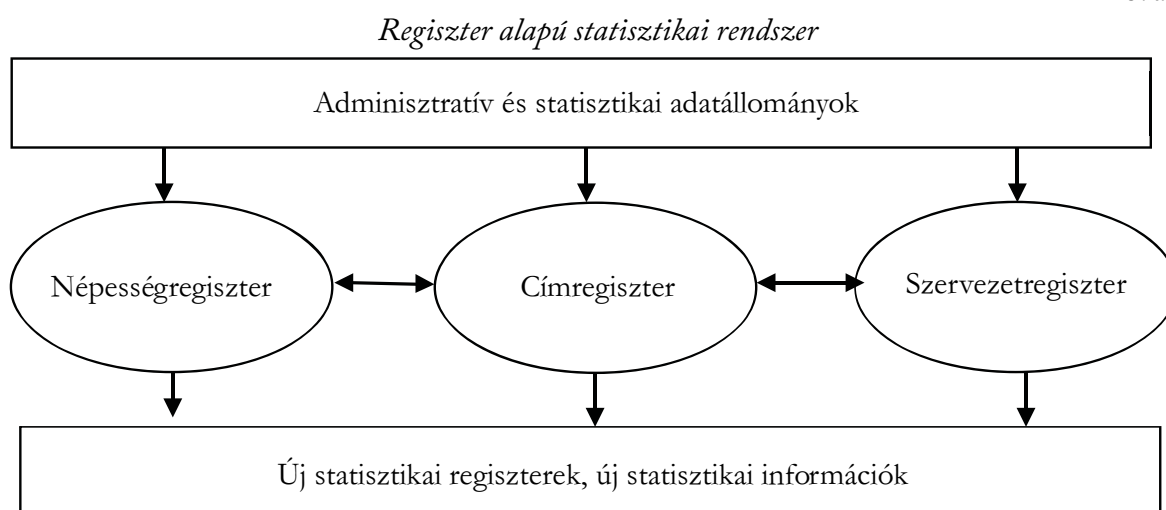 Regiszter alapú statisztikai rendszer
Adminisztratív és statisztikai adatállományok
Népességregiszter
Címregiszter
Szervezetregiszter
Új statisztikai regiszterek, új statisztikai információk